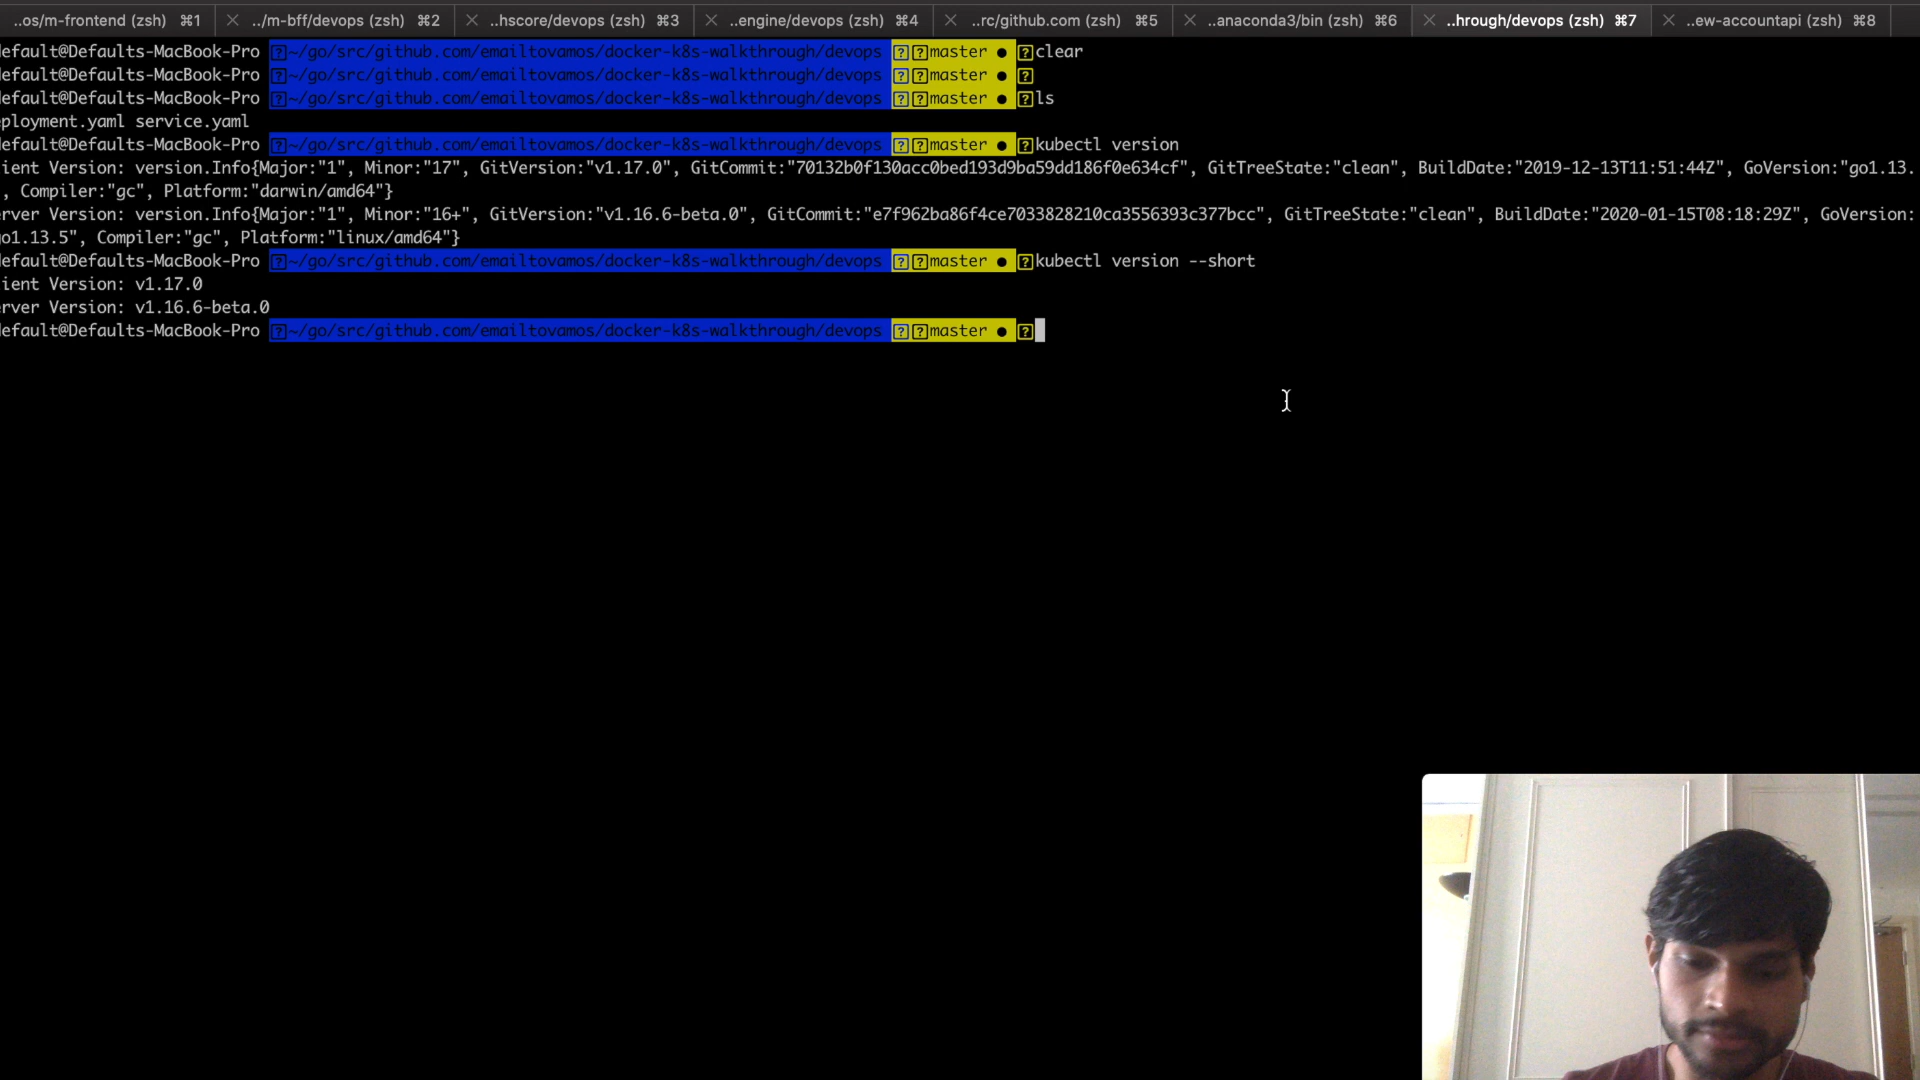 ..os/m-frontend (zsh) ⌘1 ../m-bff/devops (zsh) ⌘2 ..hscore/devops (zsh) ⌘3 ..engine/devops (zsh) ⌘4 ..rc/github.com (zsh) ⌘5 ..anaconda3/bin (zsh) ⌘6 ..hrough/devops (zsh) ⌘7 ..ew-accountapi (zsh) ⌘8
efault@Defaults-MacBook-Pro ~/go/src/github.com/emailtovamos/docker-k8s-walkthrough/devops master ● clear
efault@Defaults-MacBook-Pro ~/go/src/github.com/emailtovamos/docker-k8s-walkthrough/devops master ●
efault@Defaults-MacBook-Pro ~/go/src/github.com/emailtovamos/docker-k8s-walkthrough/devops master ● ls
eployment.yaml service.yaml
efault@Defaults-MacBook-Pro ~/go/src/github.com/emailtovamos/docker-k8s-walkthrough/devops master ● kubectl version
ient Version: version.Info{Major:"1", Minor:"17", GitVersion:"v1.17.0", GitCommit:"70132b0f130acc0bed193d9ba59dd186f0e634cf", GitTreeState:"clean", BuildDate:"2019-12-13T11:51:44Z", GoVersion:"go1.13.
, Compiler:"gc", Platform:"darwin/amd64"}
erver Version: version.Info{Major:"1", Minor:"16+", GitVersion:"v1.16.6-beta.0", GitCommit:"e7f962ba86f4ce7033828210ca3556393c377bcc", GitTreeState:"clean", BuildDate:"2020-01-15T08:18:29Z", GoVersion:
go1.13.5", Compiler:"gc", Platform:"linux/amd64"}
efault@Defaults-MacBook-Pro ~/go/src/github.com/emailtovamos/docker-k8s-walkthrough/devops master ● kubectl version --short
ient Version: v1.17.0
erver Version: v1.16.6-beta.0
efault@Defaults-MacBook-Pro ~/go/src/github.com/emailtovamos/docker-k8s-walkthrough/devops master ●